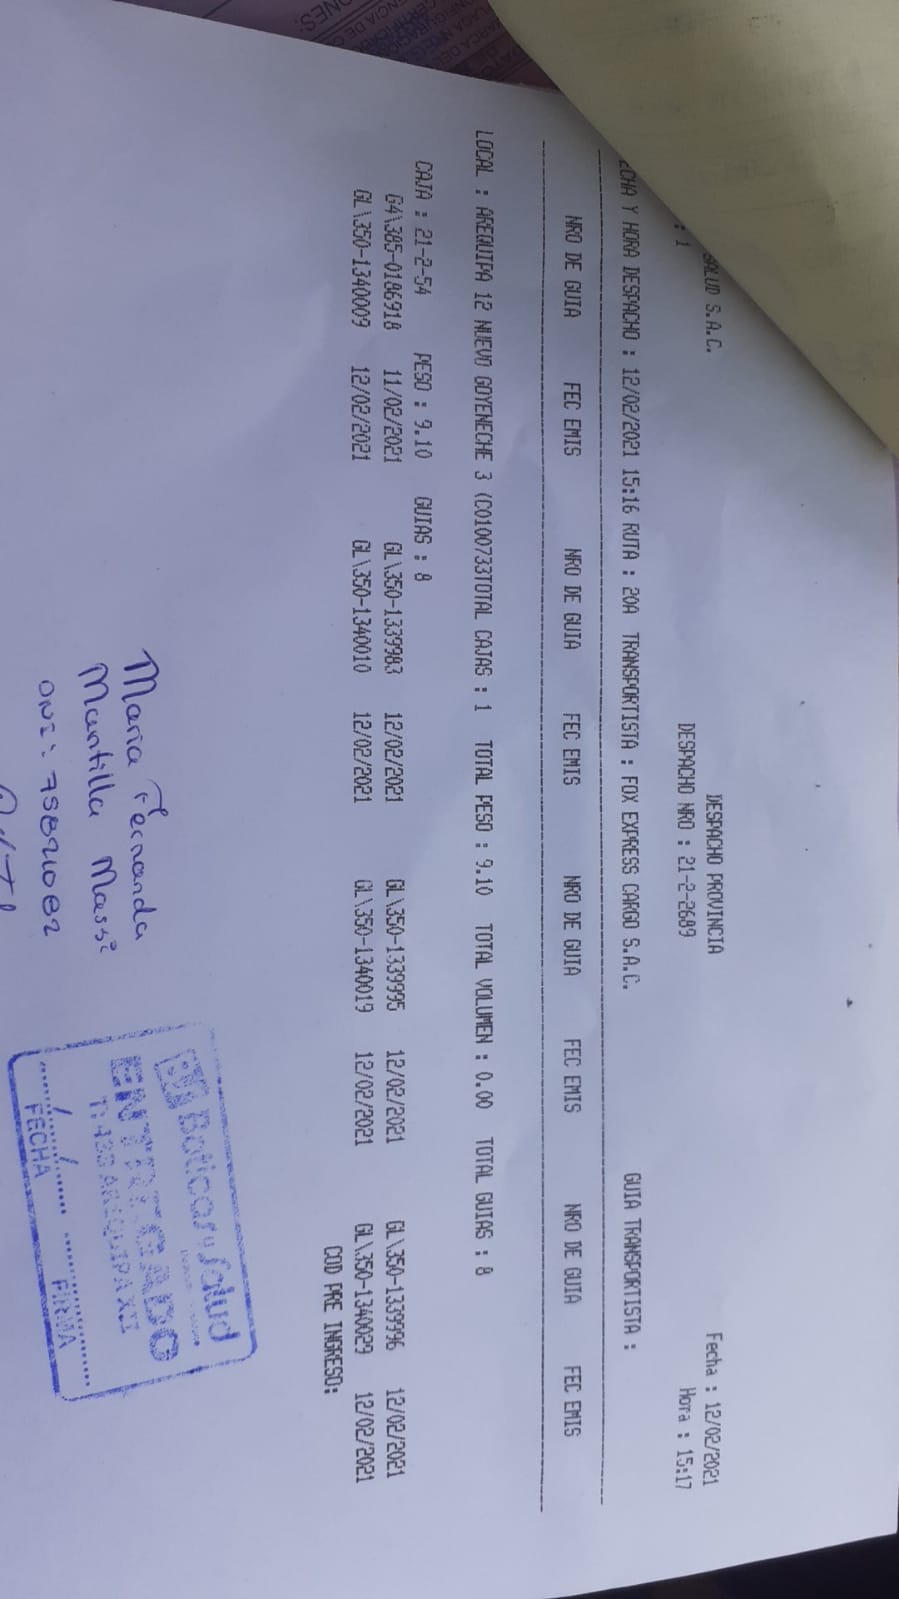 SALUD S.A.C.
DESPACHO PROVINCIA
Fecha : 12/02/2021
: 1
DESPACHO NRO : 21-2-2689
Hora : 15:17
ECHA Y HORA DESPACHO : 12/02/2021 15:16 RUTA : 20A TRANSPORTISTA : FOX EXPRESS CARGO S.A.C. GUIA TRANSPORTISTA :
NRO DE GUIA FEC EMIS NRO DE GUIA FEC EMIS NRO DE GUIA FEC EMIS NRO DE GUIA FEC EMIS
LOCAL : AREQUIPA 12 NUEVO GOYENECHE 3 (C0100733TOTAL CAJAS : 1 TOTAL PESO : 9.10 TOTAL VOLUMEN : 0.00 TOTAL GUIAS : 8
CAJA : 21-2-54 PESO : 9.10 GUIAS : 8
G4\385-0186918 11/02/2021 GL\350-1339983 12/02/2021 GL\350-1339995 12/02/2021 GL\350-1339996 12/02/2021
GL\350-1340009 12/02/2021 GL\350-1340010 12/02/2021 GL\350-1340019 12/02/2021 GL\350-1340029 12/02/2021
COD PRE INGRESO:
Maria Fernanda
Mantilla Massi
DNI: 75821082
Boticas y Salud
ENTREGADO
AREQUIPA XII
FECHA FIRMA